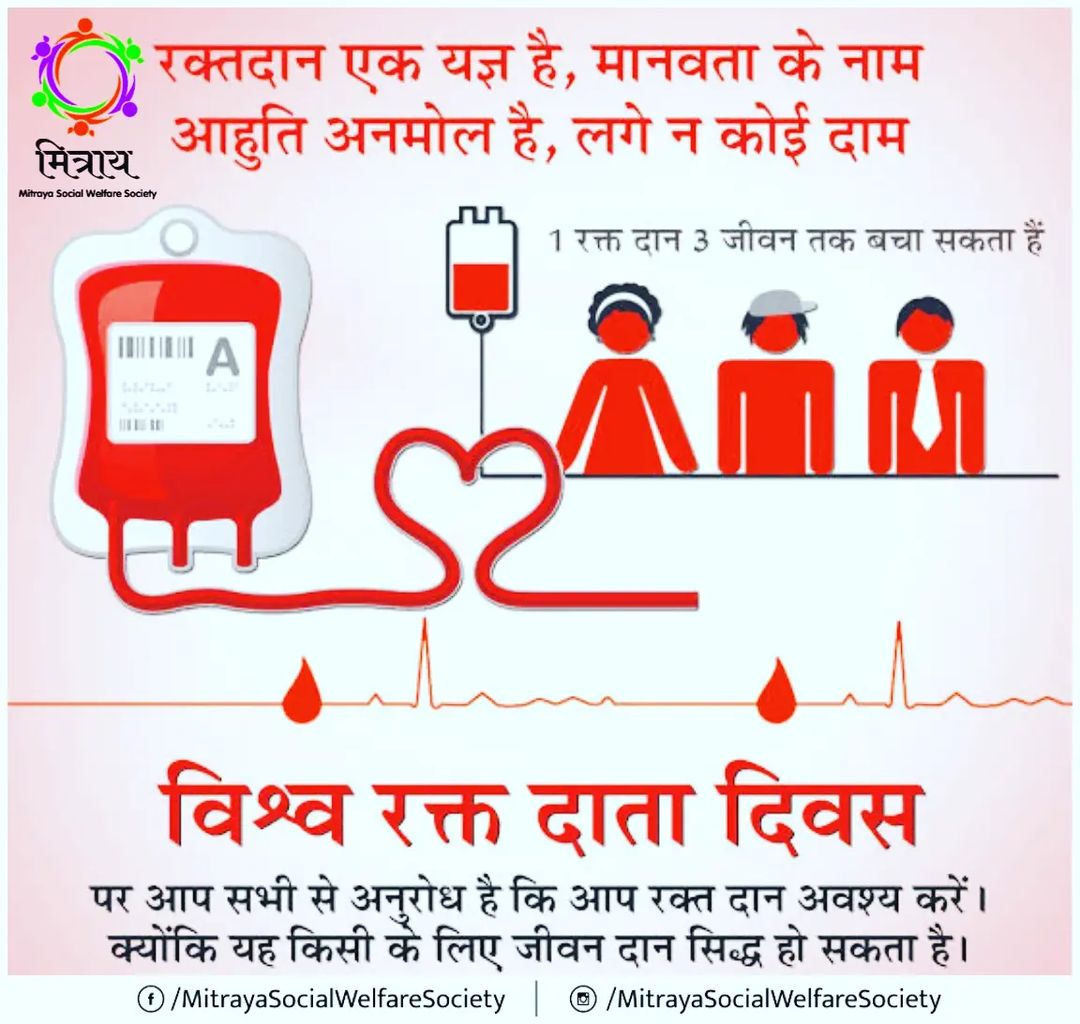 रक्तदान एक यज्ञ है, मानवता के नाम
आहुति अनमोल है, लगे न कोई दाम
मित्राय
Mitraya Social Welfare Society
1 रक्त दान 3 जीवन तक बचा सकता हैं
A
विश्व रक्त दाता दिवस
पर आप सभी से अनुरोध है कि आप रक्त दान अवश्य करें।
क्योंकि यह किसी के लिए जीवन दान सिद्ध हो सकता है।
/MitrayaSocialWelfareSociety | /MitrayaSocialWelfareSociety